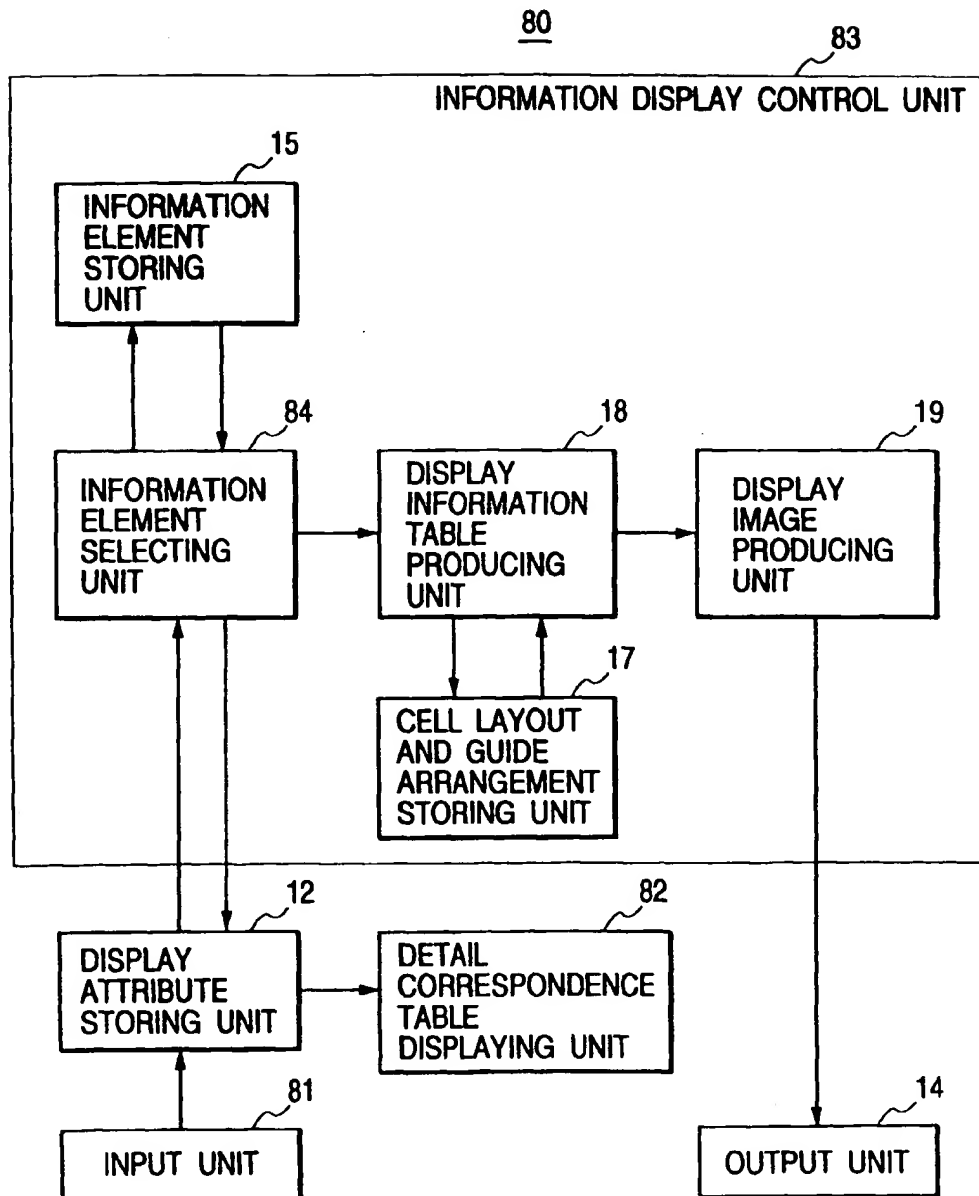 80
83
INFORMATION DISPLAY CONTROL UNIT
15
INFORMATION
ELEMENT
STORING
UNIT
84
INFORMATION
ELEMENT
SELECTING
UNIT
18
DISPLAY
INFORMATION
TABLE
PRODUCING
UNIT
19
DISPLAY
IMAGE
PRODUCING
UNIT
17
CELL LAYOUT
AND GUIDE
ARRANGEMENT
STORING UNIT
12
DISPLAY
ATTRIBUTE
STORING UNIT
82
DETAIL
CORRESPONDENCE
TABLE
DISPLAYING UNIT
81
INPUT UNIT
14
OUTPUT UNIT